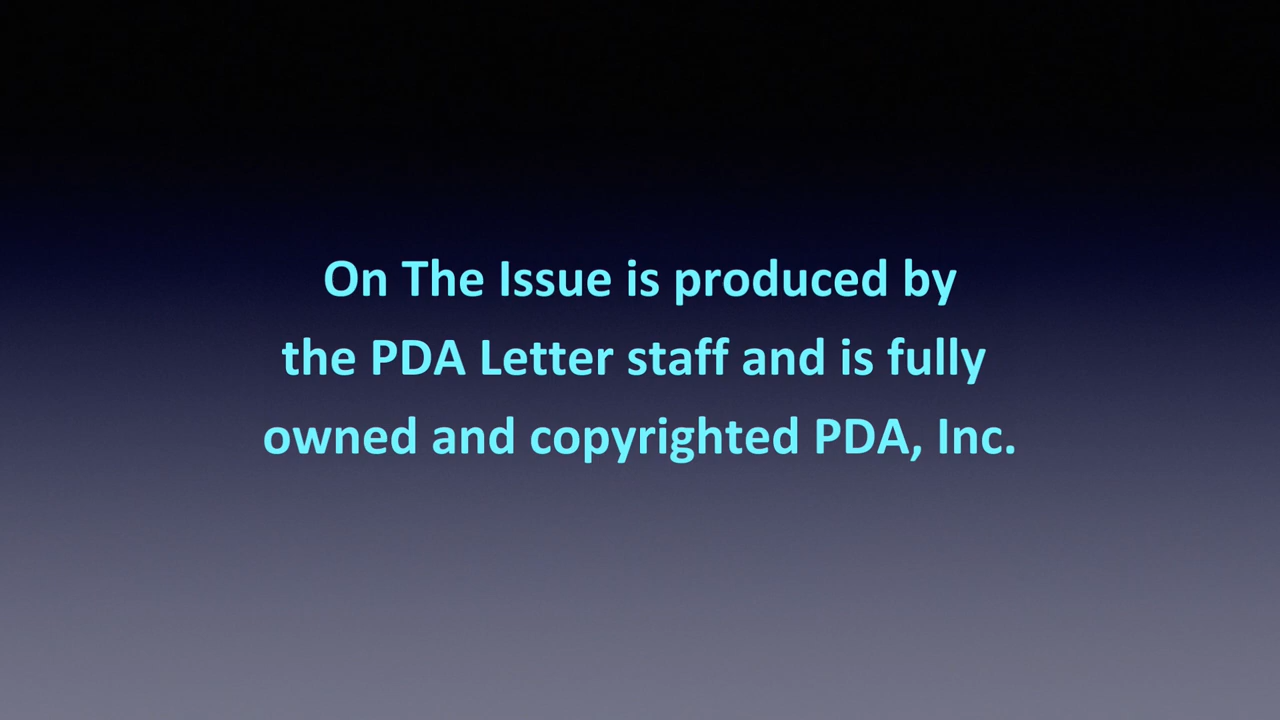 On The Issue is produced by
the PDA Letter staff and is fully
owned and copyrighted PDA, Inc.